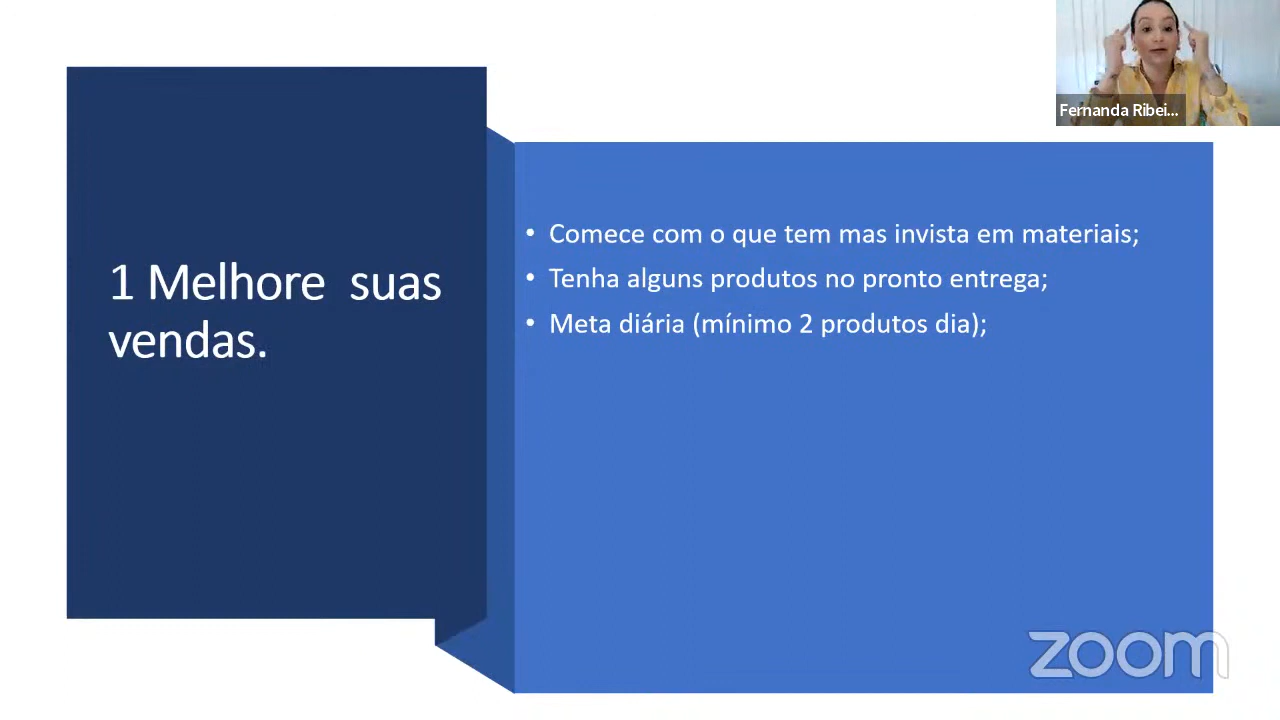 Fernanda Ribei...
1 Melhore suas
vendas.
• Comece com o que tem mas invista em materiais;
• Tenha alguns produtos no pronto entrega;
• Meta diária (mínimo 2 produtos dia);
zoom